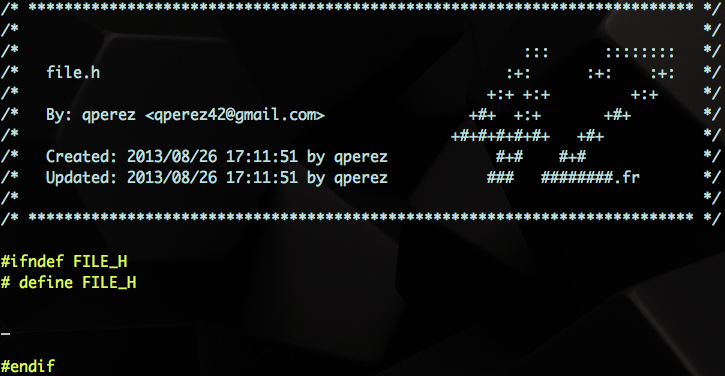 /* ************************************************************************** */
/*                                                                            */
/*                                                        :::      ::::::::   */
/*   file.h                                             :+:      :+:    :+:   */
/*                                                    +:+ +:+         +:+     */
/*   By: qperez <qperez42@gmail.com>                +#+  +:+       +#+        */
/*                                                +#+#+#+#+#+   +#+           */
/*   Created: 2013/08/26 17:11:51 by qperez            #+#    #+#             */
/*   Updated: 2013/08/26 17:11:51 by qperez           ###   ########.fr       */
/*                                                                            */
/* ************************************************************************** */
#ifndef FILE_H
# define FILE_H
#endif